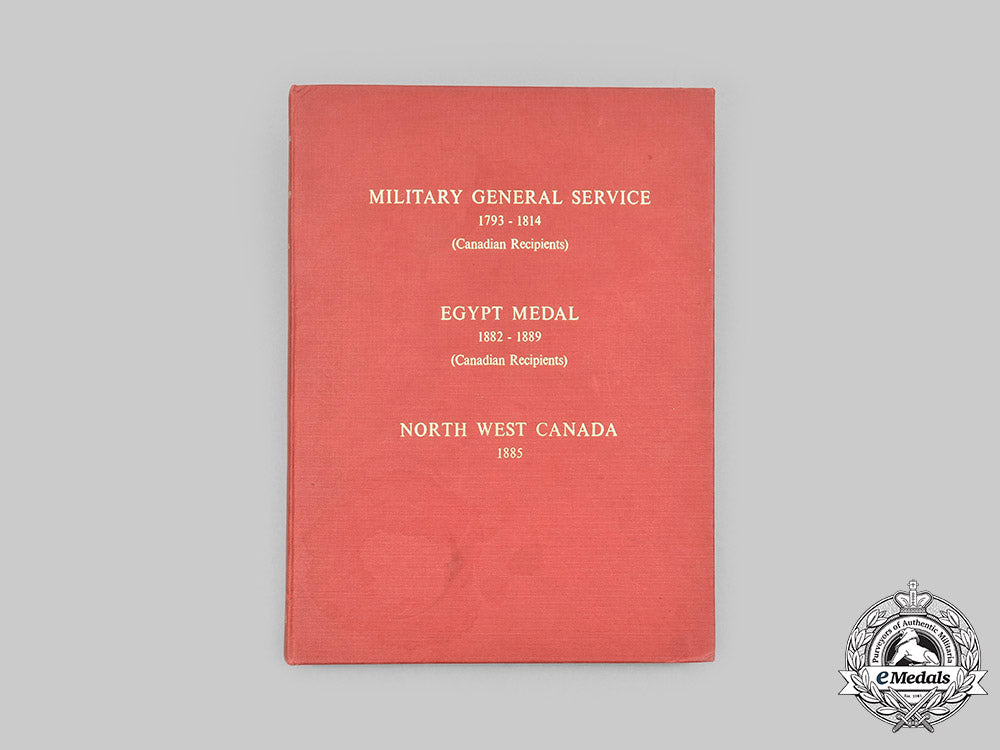 MILITARY GENERAL SERVICE
1793 - 1814
(Canadian Recipients)
EGYPT MEDAL
1882 - 1889
(Canadian Recipients)
NORTH WEST CANADA
1885
Purveyors of Authentic Militaria
eMedals